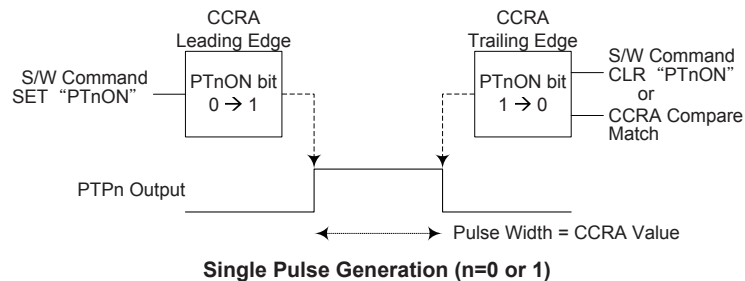 CCRA
Leading Edge
CCRA
Trailing Edge
S/W Command
SET “PTnON”
PTnON bit
0 → 1
PTnON bit
1 → 0
S/W Command
CLR “PTnON”
or
CCRA Compare
Match
PTPn Output
Pulse Width = CCRA Value
Single Pulse Generation (n=0 or 1)